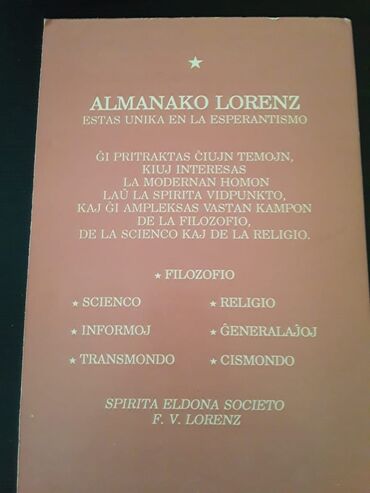 ALMANAKO LORENZ
ESTAS UNIKA EN LA ESPERANTISMO
ĜI PRITRAKTAS ĈIUJN TEMOJN,
KIUJ INTERESAS
LA MODERNAN HOMON
LAŬ LA SPIRITA VIDPUNKTO,
KAJ ĜI AMPLEKSAS VASTAN KAMPON
DE LA FILOZOFIO,
DE LA SCIENCO KAJ DE LA RELIGIO.
★ FILOZOFIO
★ SCIENCO ★ RELIGIO
★ INFORMOJ ★ ĜENERALAĴOJ
★ TRANSMONDO ★ CISMONDO
SPIRITA ELDONA SOCIETO
F. V. LORENZ